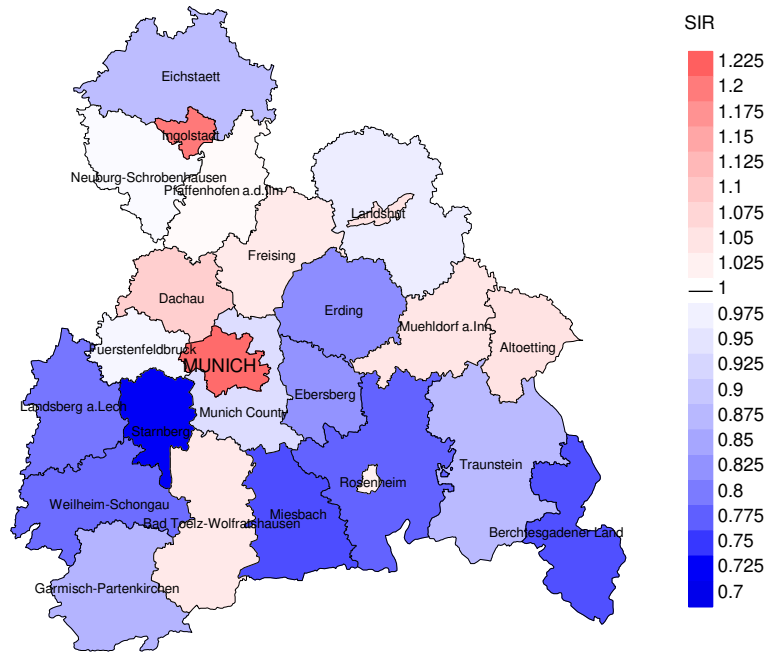 SIR
Eichstaett
1.225
1.2
1.175
1.15
1.125
1.1
1.075
1.05
1.025
1
0.975
0.95
0.925
0.9
0.875
0.85
0.825
0.8
0.775
0.75
0.725
0.7
Ingolstadt
Neuburg-Schrobenhausen
Pfaffenhofen a.d.Ilm
Landshut
Freising
Dachau
Erding
Muehldorf a.Inn
Altoetting
Fuerstenfeldbruck
MUNICH
Ebersberg
Landsberg a.Lech
Munich County
Starnberg
Traunstein
Rosenheim
Weilheim-Schongau
Miesbach
Bad Toelz-Wolfratshausen
Berchtesgadener Land
Garmisch-Partenkirchen